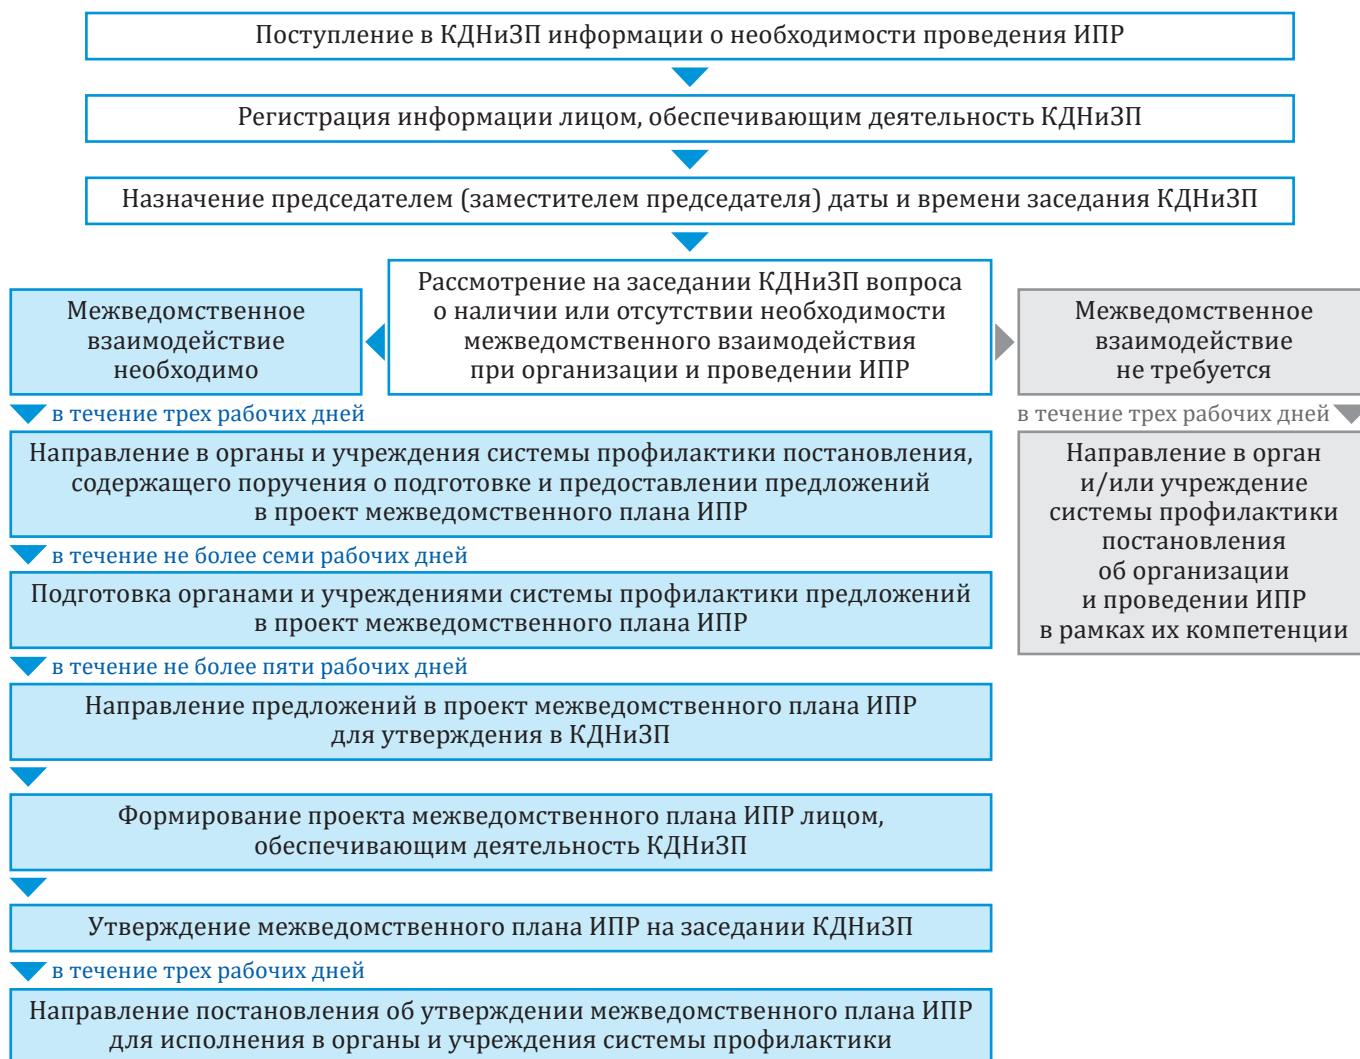 Поступление в КДНиЗП информации о необходимости проведения ИПР
Регистрация информации лицом, обеспечивающим деятельность КДНиЗП
Назначение председателем (заместителем председателя) даты и времени заседания КДНиЗП
Рассмотрение на заседании КДНиЗП вопроса
о наличии или отсутствии необходимости
межведомственного взаимодействия
при организации и проведении ИПР
Межведомственное
взаимодействие
необходимо
в течение трех рабочих дней
Направление в органы и учреждения системы профилактики постановления,
содержащего поручения о подготовке и предоставлении предложений
в проект межведомственного плана ИПР
в течение не более семи рабочих дней
Подготовка органами и учреждениями системы профилактики предложений
в проект межведомственного плана ИПР
в течение не более пяти рабочих дней
Направление предложений в проект межведомственного плана ИПР
для утверждения в КДНиЗП
Формирование проекта межведомственного плана ИПР лицом,
обеспечивающим деятельность КДНиЗП
Утверждение межведомственного плана ИПР на заседании КДНиЗП
в течение трех рабочих дней
Направление постановления об утверждении межведомственного плана ИПР
для исполнения в органы и учреждения системы профилактики
Межведомственное
взаимодействие
не требуется
в течение трех рабочих дней
Направление в орган
и/или учреждение
системы профилактики
постановления
об организации
и проведении ИПР
в рамках их компетенции